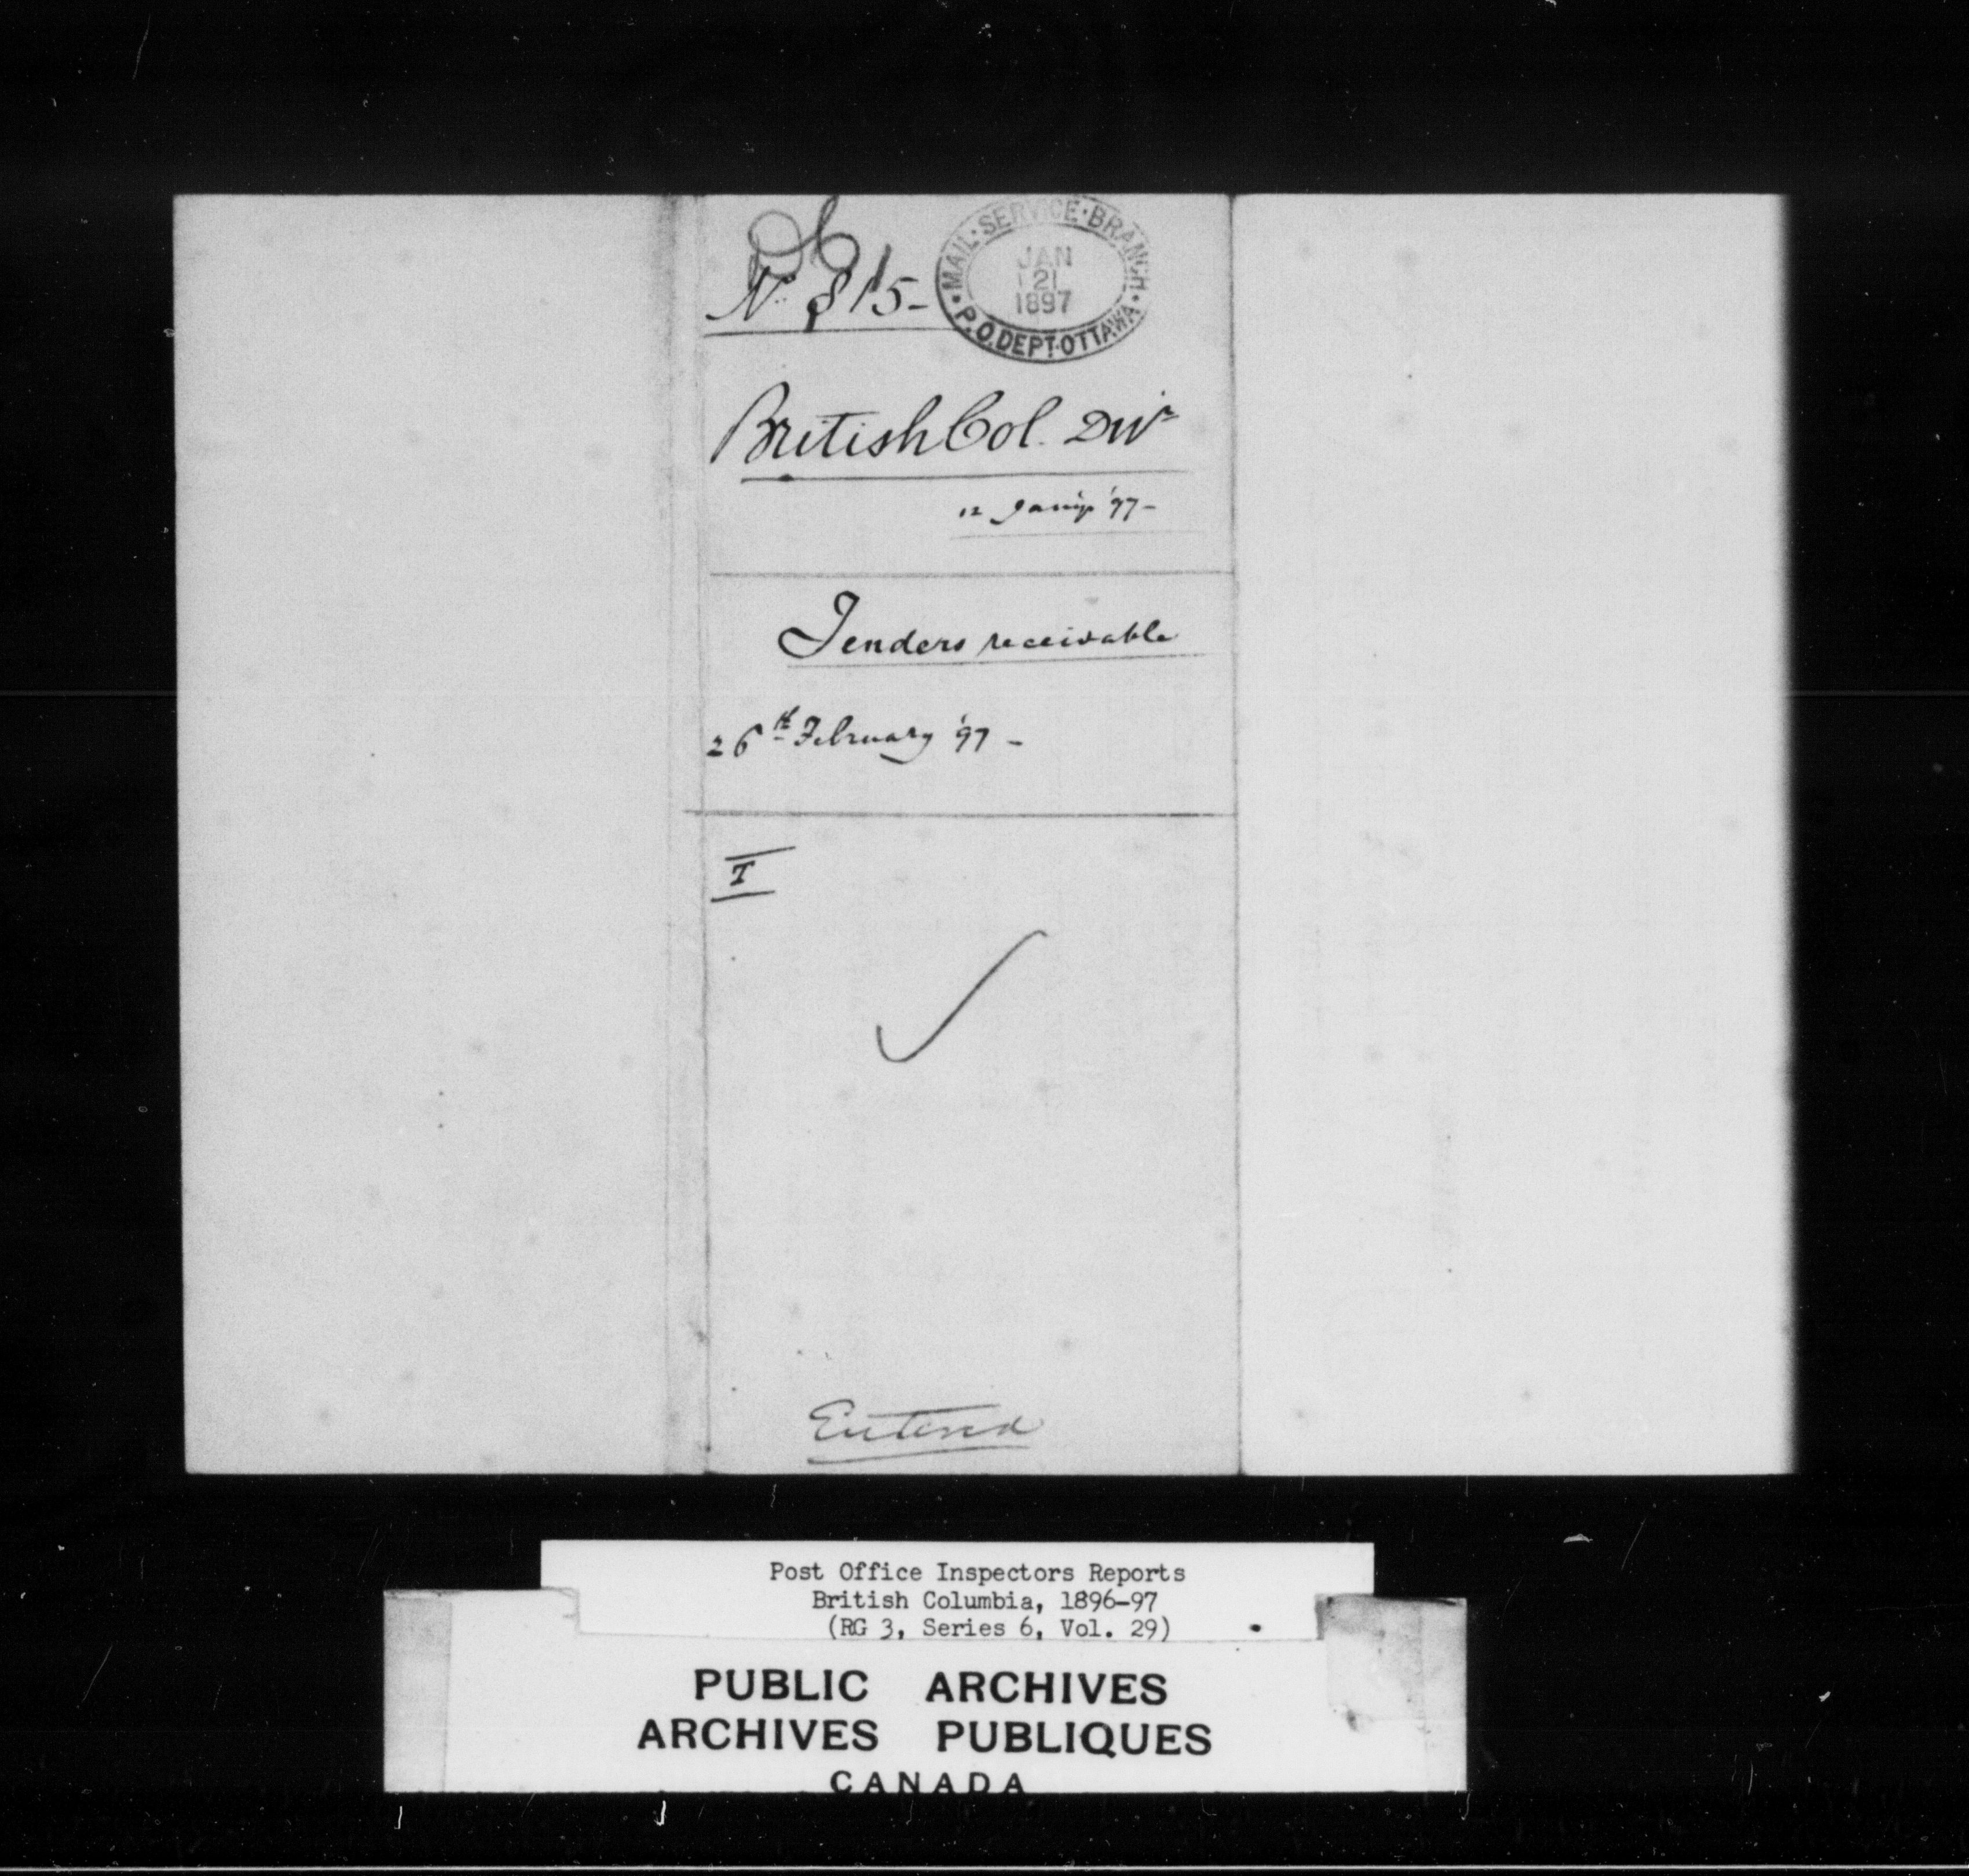 No. 815-
MAIL·SERVICE·BRANCH
JAN
21
1897
P.O.DEPT·OTTAWA
British Col. Divn
12 Jany '97-
Tenders receivable
26th February '97-
T
Entered
Post Office Inspectors Reports
British Columbia, 1896-97
(RG 3, Series 6, Vol. 29)
PUBLIC ARCHIVES
ARCHIVES PUBLIQUES
CANADA